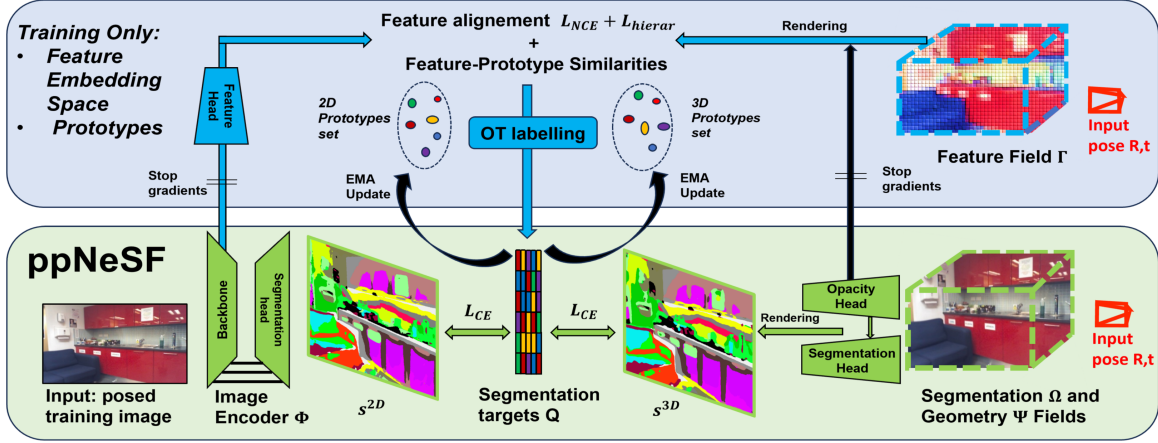 Training Only:
• Feature
Embedding
Space
• Prototypes
Feature Head
Stop
gradients
Feature alignement L_NCE + L_hierar
+
Feature-Prototype Similarities
2D
Prototypes
set
OT labelling
3D
Prototypes
set
EMA
Update
EMA
Update
Rendering
Stop
gradients
Feature Field Γ
Input
pose R,t
ppNeSF
Input: posed
training image
Backbone
Segmentation
head
Image
Encoder Φ
s^2D
L_CE
Segmentation
targets Q
L_CE
s^3D
Rendering
Opacity
Head
Segmentation
Head
Segmentation Ω and
Geometry Ψ Fields
Input
pose R,t